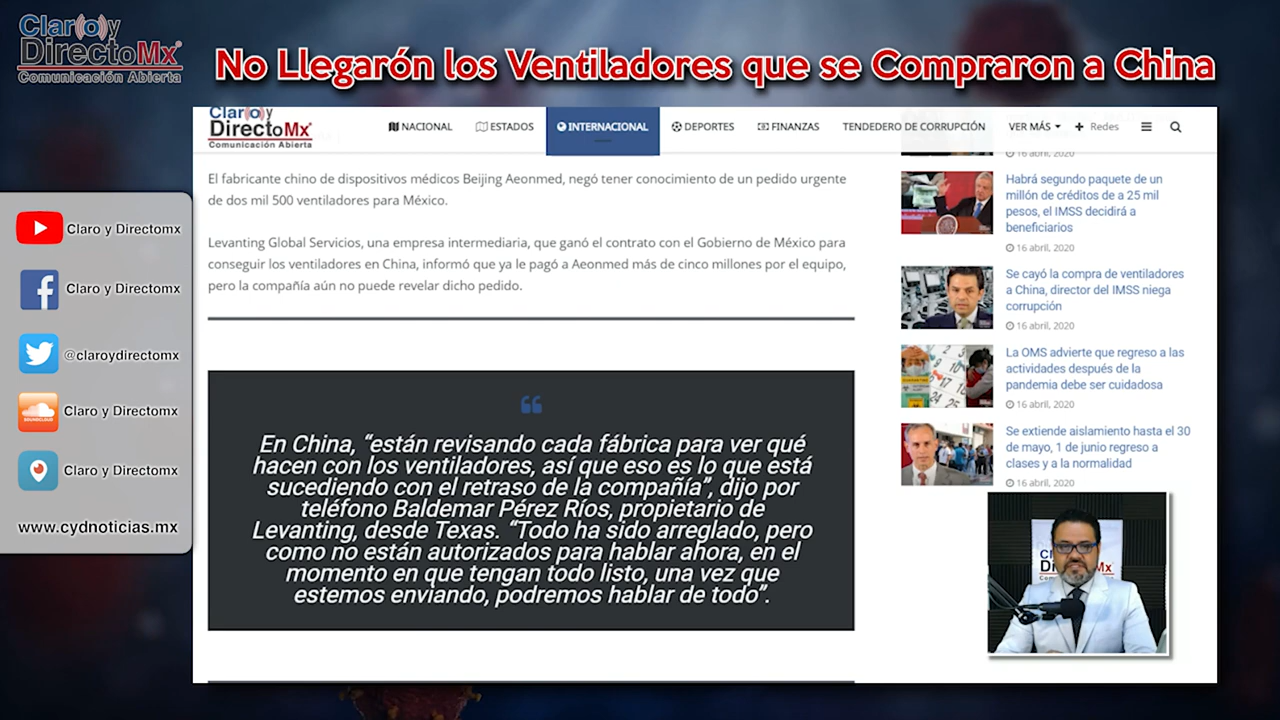 Claro y
DirectoMx
Comunicación Abierta
No Llegarón los Ventiladores que se Compraron a China
Claro y
DirectoMx
Comunicación Abierta
NACIONAL
ESTADOS
INTERNACIONAL
DEPORTES
FINANZAS
TENDEDERO DE CORRUPCIÓN
VER MÁS
Redes
El fabricante chino de dispositivos médicos Beijing Aeonmed, negó tener conocimiento de un pedido urgente
de dos mil 500 ventiladores para México.
Levanting Global Servicios, una empresa intermediaria, que ganó el contrato con el Gobierno de México para
conseguir los ventiladores en China, informó que ya le pagó a Aeonmed más de cinco millones por el equipo,
pero la compañía aún no puede revelar dicho pedido.
“
En China, “están revisando cada fábrica para ver qué
hacen con los ventiladores, así que eso es lo que está
sucediendo con el retraso de la compañía”, dijo por
teléfono Baldemar Pérez Ríos, propietario de
Levanting, desde Texas. “Todo ha sido arreglado, pero
como no están autorizados para hablar ahora, en el
momento en que tengan todo listo, una vez que
estemos enviando, podremos hablar de todo”.
16 abril, 2020
Habrá segundo paquete de un
millón de créditos de a 25 mil
pesos, el IMSS decidirá a
beneficiarios
16 abril, 2020
Se cayó la compra de ventiladores
a China, director del IMSS niega
corrupción
16 abril, 2020
La OMS advierte que regreso a las
actividades después de la
pandemia debe ser cuidadosa
16 abril, 2020
Se extiende aislamiento hasta el 30
de mayo, 1 de junio regreso a
clases y a la normalidad
16 abril, 2020
Claro y Directomx
Claro y Directomx
@claroydirectomx
SOUNDCLOUD
Claro y Directomx
Claro y Directomx
www.cydnoticias.mx